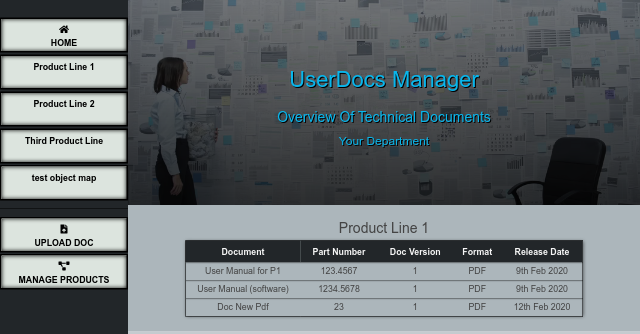 HOME
Product Line 1
Product Line 2
Third Product Line
test object map
UPLOAD DOC
MANAGE PRODUCTS
UserDocs Manager
Overview Of Technical Documents
Your Department
Product Line 1
Document Part Number Doc Version Format Release Date
User Manual for P1 123.4567 1 PDF 9th Feb 2020
User Manual (software) 1234.5678 1 PDF 9th Feb 2020
Doc New Pdf 23 1 PDF 12th Feb 2020